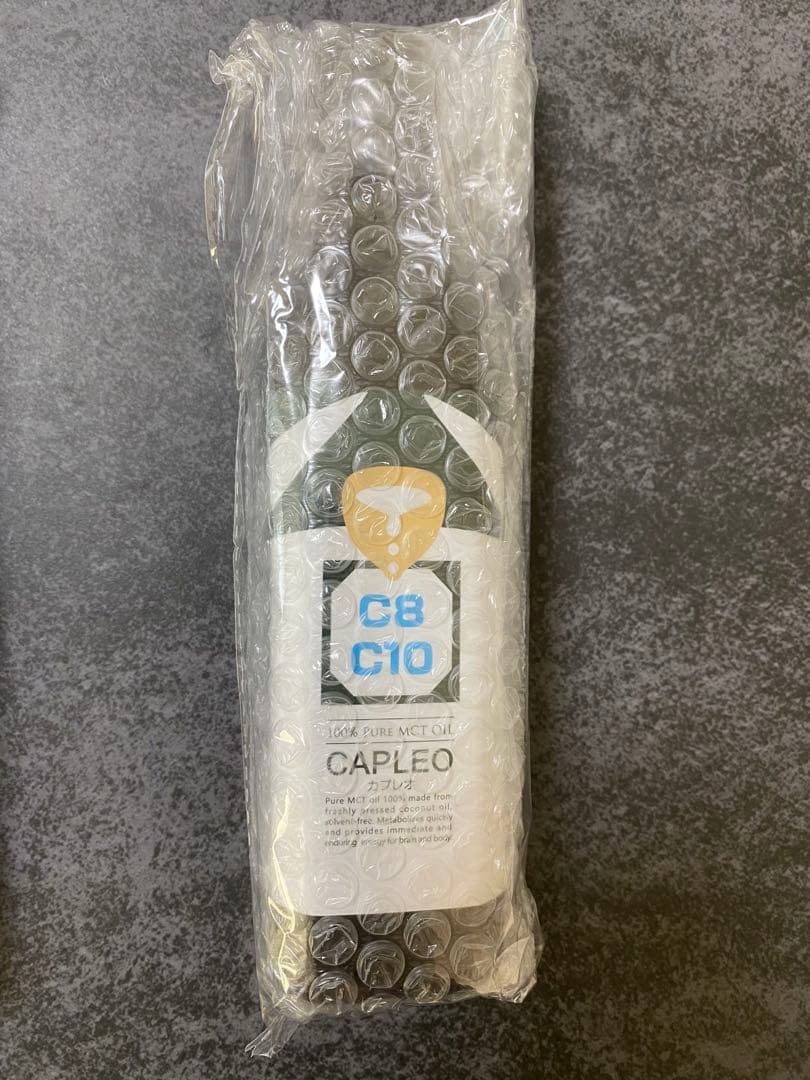 C8
C10
100% PURE MCT OIL
CAPLEO
カプレオ
Pure MCT oil 100% made from
freshly pressed coconut oil,
solvent-free. Metabolizes quickly
and provides immediate and
enduring energy for brain and body.